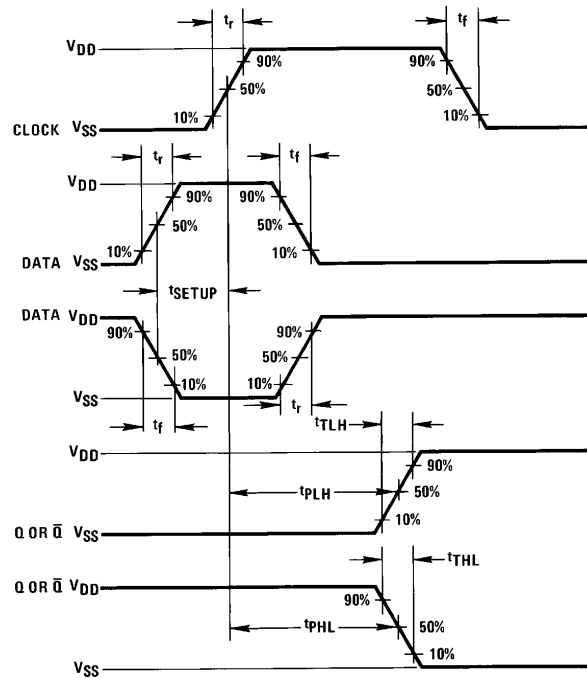 tr tf
VDD
90% 90%
50% 50%
10% 10%
CLOCK VSS
tr tf
VDD
90% 90%
50% 50%
10% 10%
DATA VSS
tSETUP
DATA VDD
90% 90%
50% 50%
10% 10%
VSS
tf tr
tTLH
VDD
90%
tPLH 50%
10%
Q OR Q̅ VSS
tTHL
Q OR Q̅ VDD
90%
tPHL 50%
10%
VSS